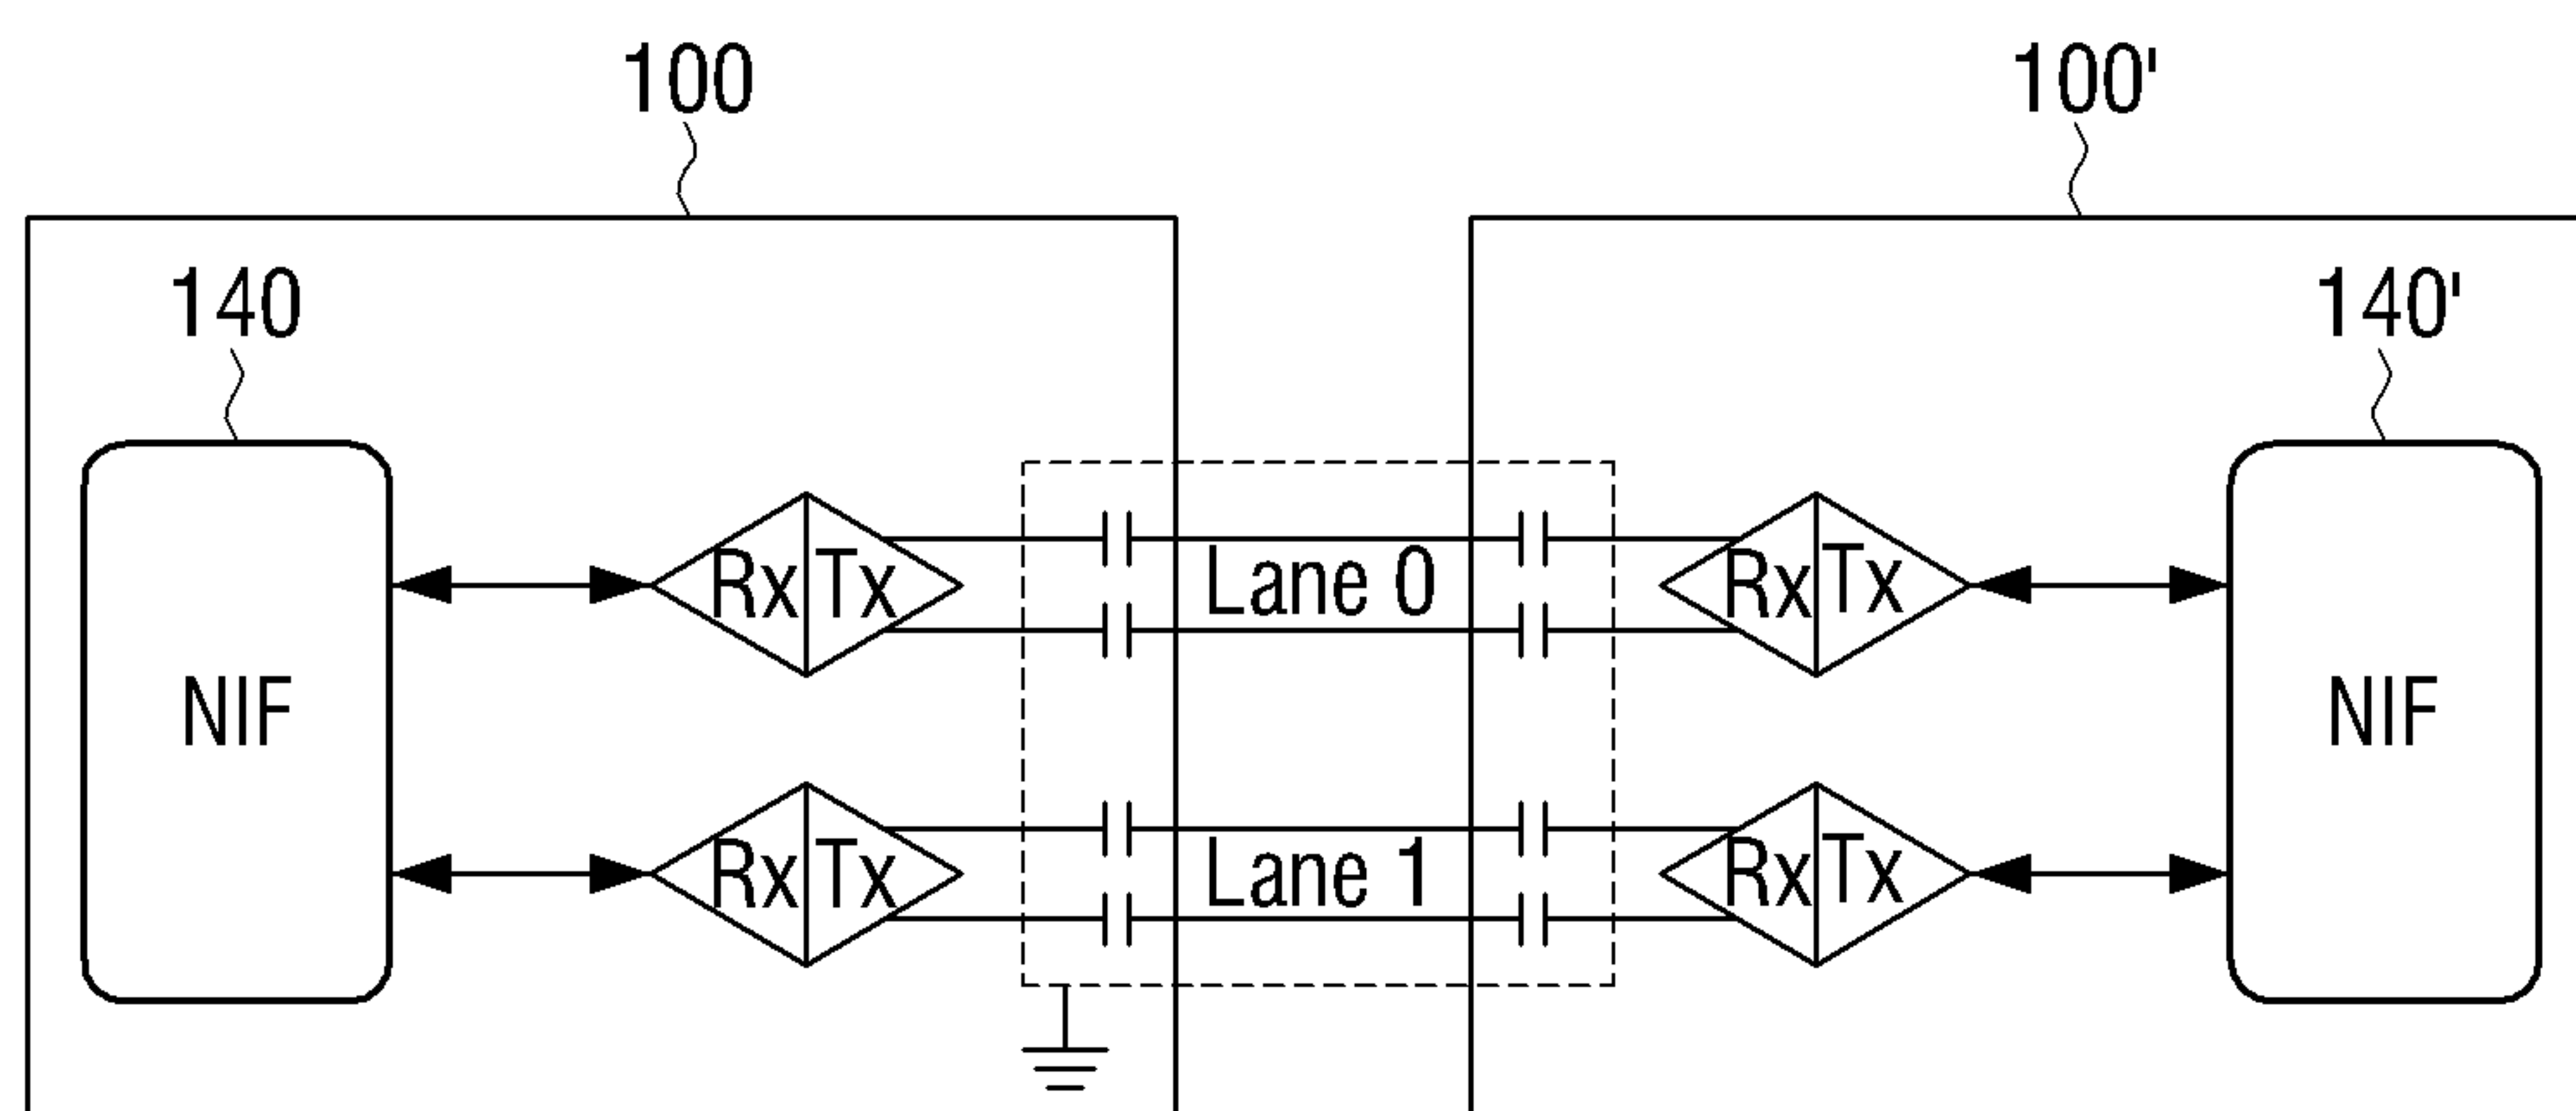 100 100'
140 140'
Rx Tx Lane 0 Rx Tx
NIF NIF
Rx Tx Lane 1 Rx Tx